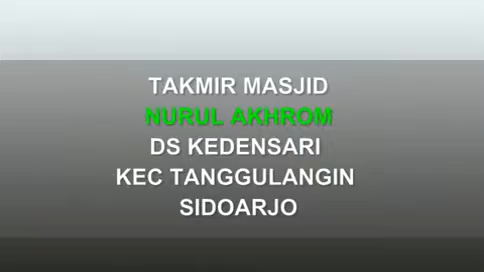 TAKMIR MASJID
NURUL AKHROM
DS KEDENSARI
KEC TANGGULANGIN
SIDOARJO